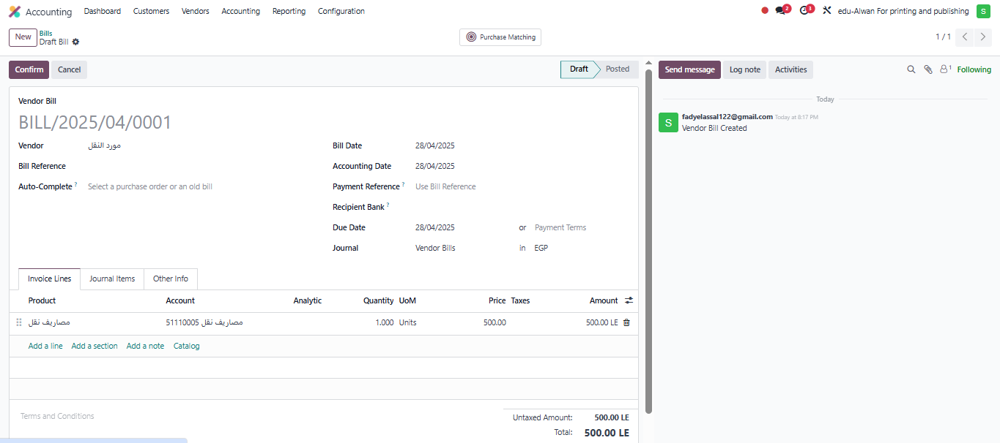 Accounting Dashboard Customers Vendors Accounting Reporting Configuration 2 3 edu-Alwan For printing and publishing S
New Bills
Draft Bill
Purchase Matching
1 / 1
Confirm Cancel
Draft Posted
Send message Log note Activities 1 Following
Vendor Bill
BILL/2025/04/0001
Vendor مورد النقل
Bill Date 28/04/2025
Bill Reference
Accounting Date 28/04/2025
Auto-Complete ? Select a purchase order or an old bill
Payment Reference ? Use Bill Reference
Recipient Bank ?
Due Date 28/04/2025 or Payment Terms
Journal Vendor Bills in EGP
Today
S fadyelassal122@gmail.com Today at 8:17 PM
Vendor Bill Created
Invoice Lines Journal Items Other Info
Product Account Analytic Quantity UoM Price Taxes Amount
مصاريف نقل 51110005 مصاريف نقل 1.000 Units 500.00 500.00 LE
Add a line Add a section Add a note Catalog
Terms and Conditions
Untaxed Amount: 500.00 LE
Total: 500.00 LE